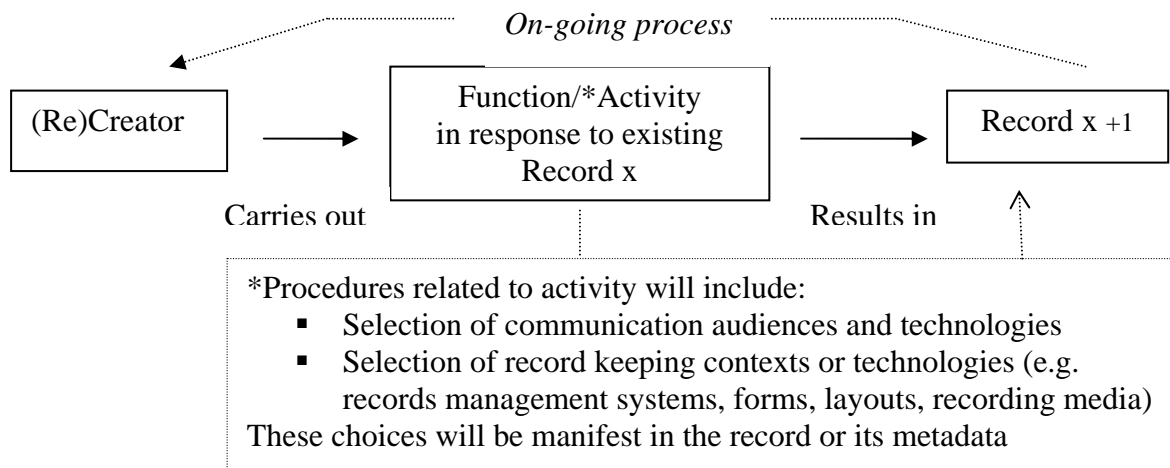 On-going process
(Re)Creator
Function/*Activity
in response to existing
Record x
Record x +1
Carries out
Results in
*Procedures related to activity will include:
▪ Selection of communication audiences and technologies
▪ Selection of record keeping contexts or technologies (e.g.
records management systems, forms, layouts, recording media)
These choices will be manifest in the record or its metadata